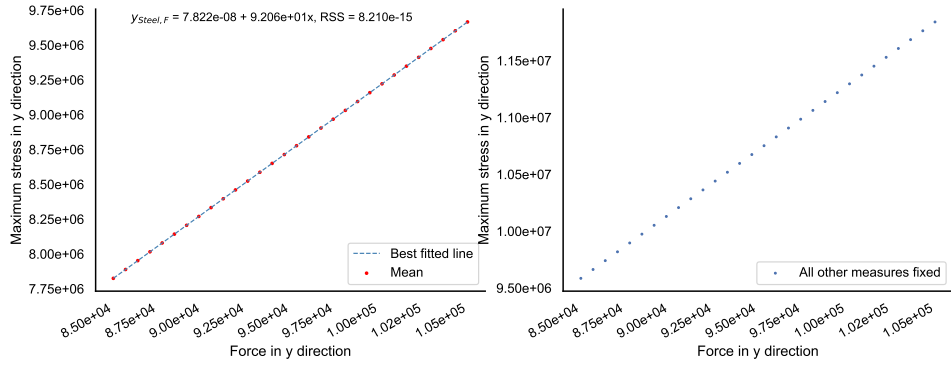 y_{Steel, F} = 7.822e-08 + 9.206e+01x, RSS = 8.210e-15
9.75e+06
9.50e+06
9.25e+06
9.00e+06
8.75e+06
8.50e+06
8.25e+06
8.00e+06
7.75e+06
Maximum stress in y direction
Best fitted line
Mean
8.50e+04
8.75e+04
9.00e+04
9.25e+04
9.50e+04
9.75e+04
1.00e+05
1.02e+05
1.05e+05
Force in y direction
1.15e+07
1.10e+07
1.05e+07
1.00e+07
9.50e+06
Maximum stress in y direction
All other measures fixed
8.50e+04
8.75e+04
9.00e+04
9.25e+04
9.50e+04
9.75e+04
1.00e+05
1.02e+05
1.05e+05
Force in y direction